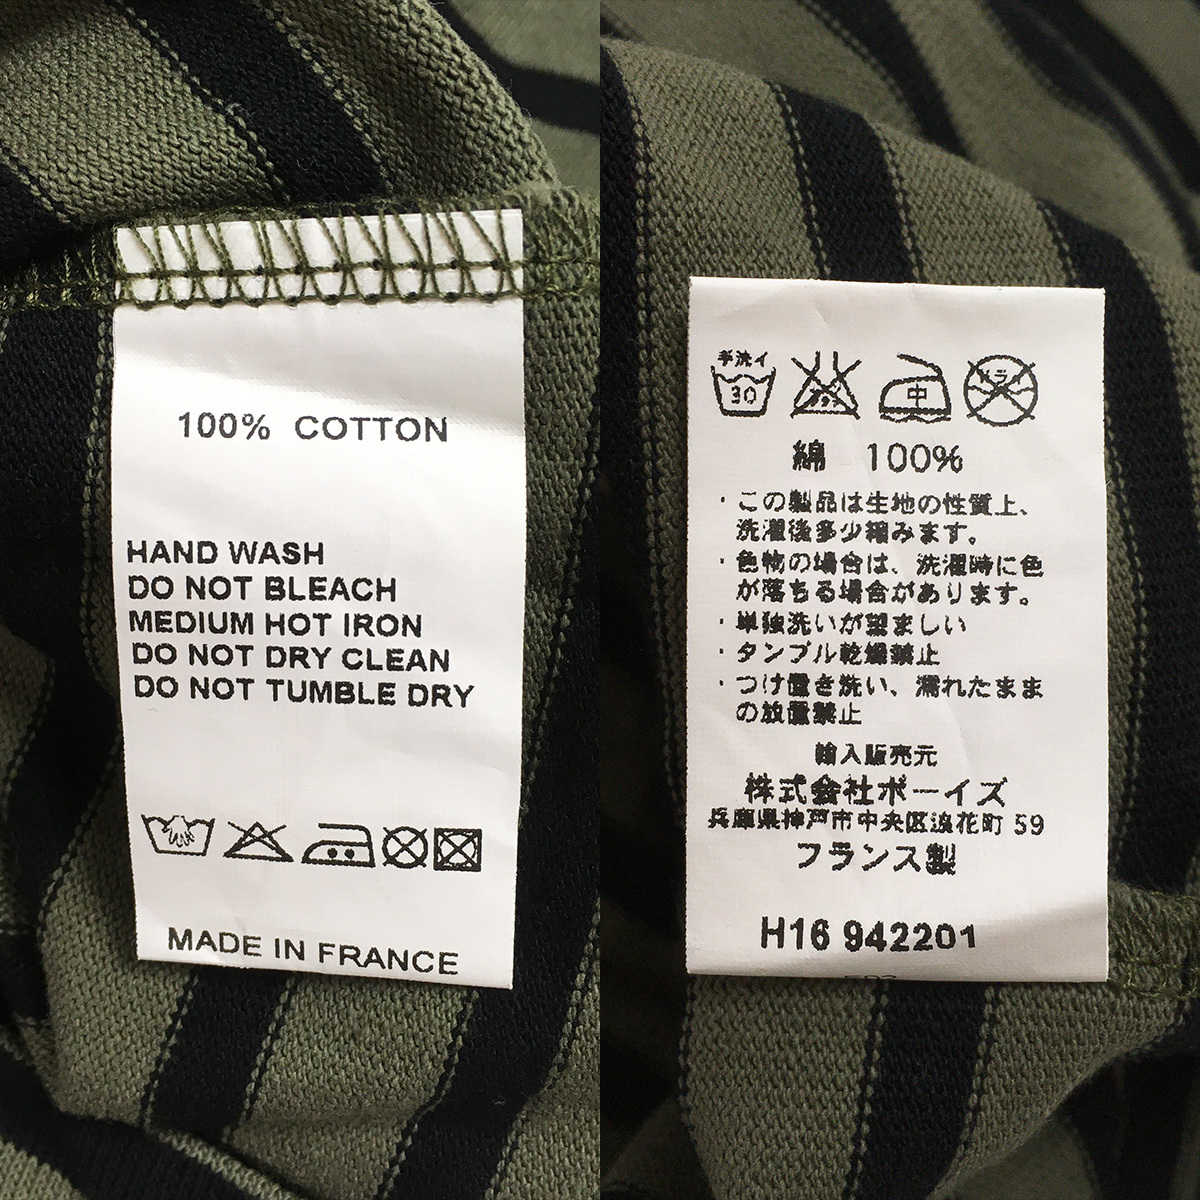 100% COTTON
HAND WASH
DO NOT BLEACH
MEDIUM HOT IRON
DO NOT DRY CLEAN
DO NOT TUMBLE DRY
MADE IN FRANCE
手洗イ
30
中
綿 100%
・この製品は生地の性質上、
洗濯後多少縮みます。
・色物の場合は、洗濯時に色
が落ちる場合があります。
・単独洗いが望ましい
・タンブル乾燥禁止
・つけ置き洗い、濡れたまま
の放置禁止
輸入販売元
株式会社ボーイズ
兵庫県神戸市中央区浪花町 59
フランス製
H16 942201